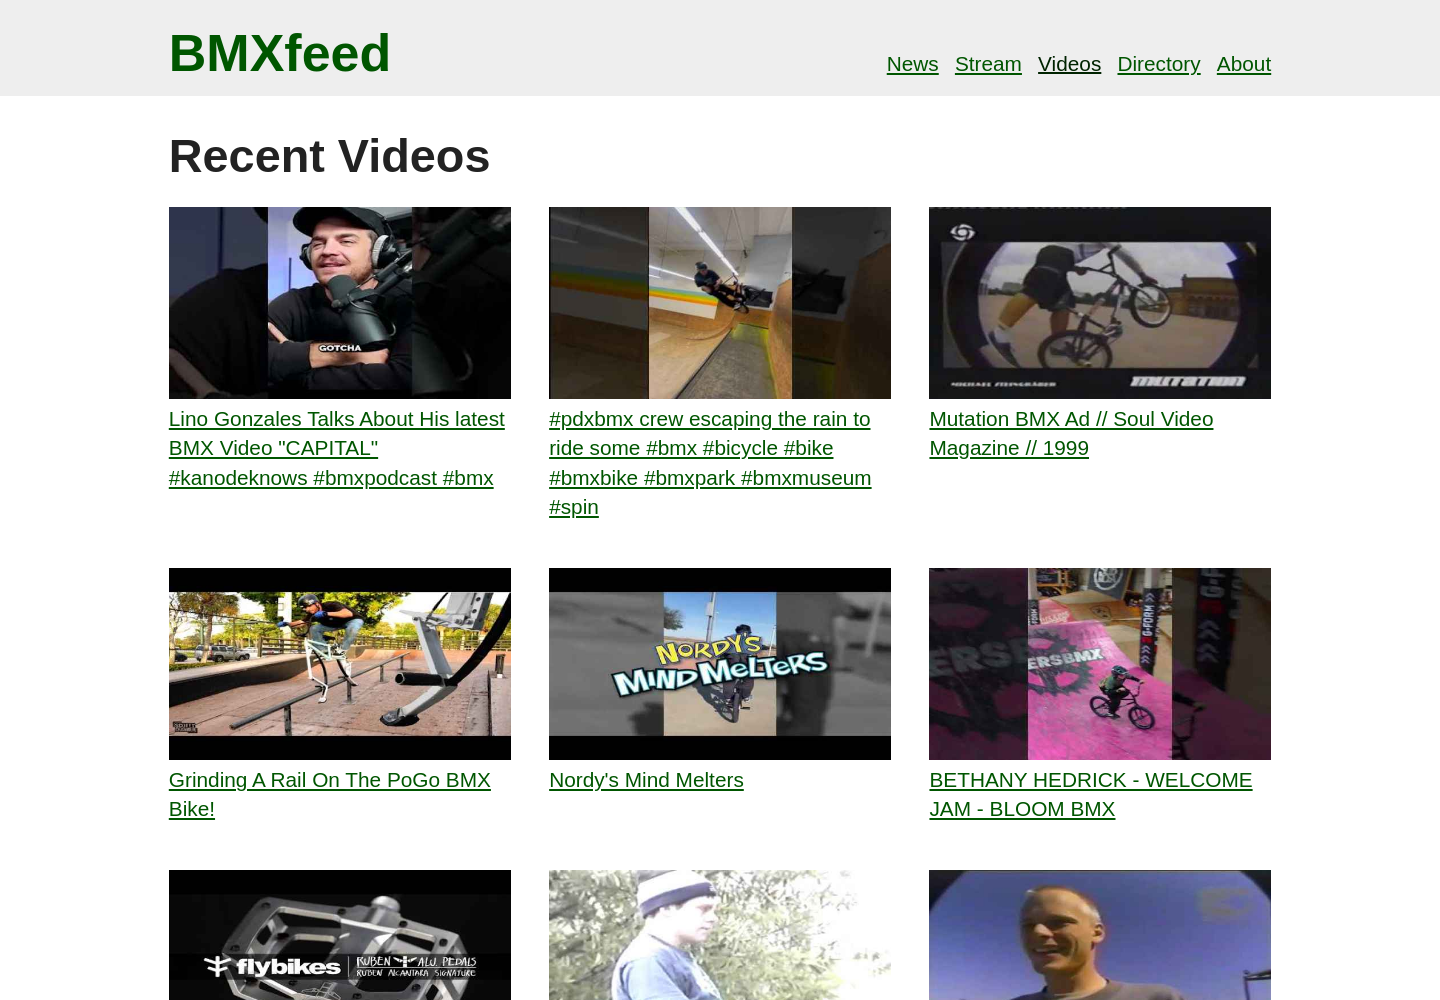 BMXfeed
News Stream Videos Directory About
Recent Videos
GOTCHA
MICHAEL STEINGRÄBER
MUTATION
Lino Gonzales Talks About His latest
BMX Video "CAPITAL"
#kanodeknows #bmxpodcast #bmx
#pdxbmx crew escaping the rain to
ride some #bmx #bicycle #bike
#bmxbike #bmxpark #bmxmuseum
#spin
Mutation BMX Ad // Soul Video
Magazine // 1999
NORDY'S
MIND MELTERS
G-FORM
ERSBMX
Grinding A Rail On The PoGo BMX
Bike!
Nordy's Mind Melters
BETHANY HEDRICK - WELCOME
JAM - BLOOM BMX
flybikes
RUBEN ALU. PEDALS
RUBEN ALCANTARA SIGNATURE